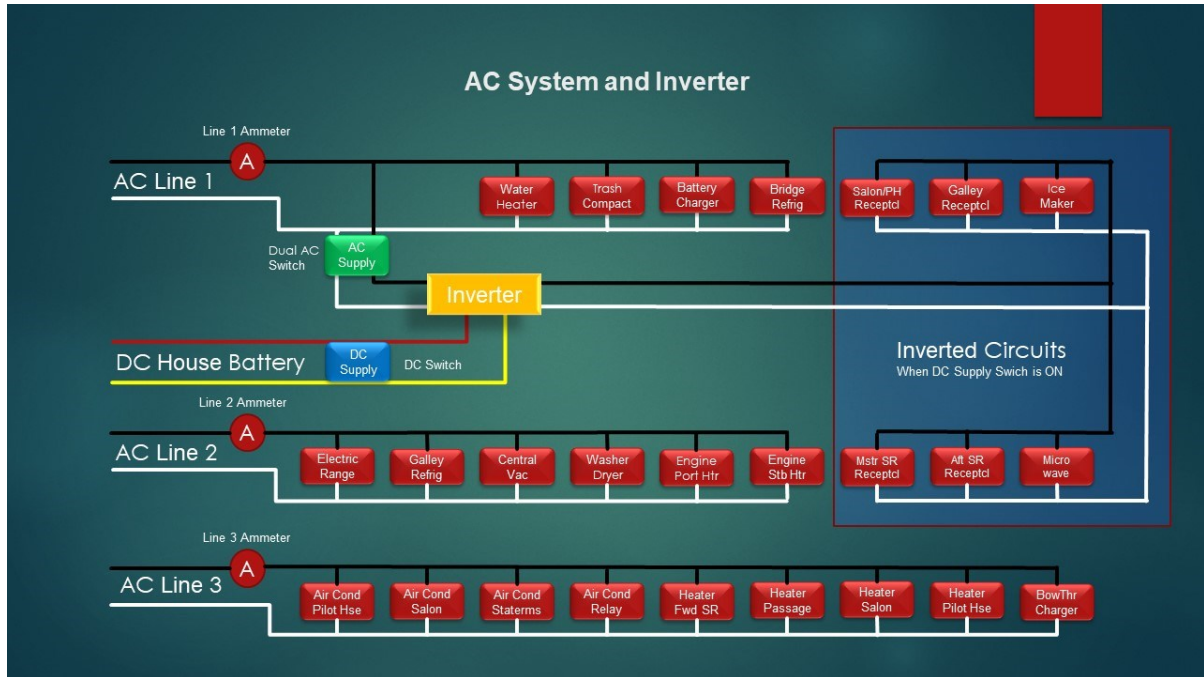 AC System and Inverter
Line 1 Ammeter
A
AC Line 1
Water
Heater
Trash
Compact
Battery
Charger
Bridge
Refrig
Salon/PH
Receptcl
Galley
Receptcl
Ice
Maker
Dual AC
Switch
AC
Supply
Inverter
DC House Battery
DC
Supply
DC Switch
Inverted Circuits
When DC Supply Swich is ON
Line 2 Ammeter
A
AC Line 2
Electric
Range
Galley
Refrig
Central
Vac
Washer
Dryer
Engine
Port Htr
Engine
Stb Htr
Mstr SR
Receptcl
Aft SR
Receptcl
Micro
wave
Line 3 Ammeter
A
AC Line 3
Air Cond
Pilot Hse
Air Cond
Salon
Air Cond
Staterms
Air Cond
Relay
Heater
Fwd SR
Heater
Passage
Heater
Salon
Heater
Pilot Hse
BowThr
Charger